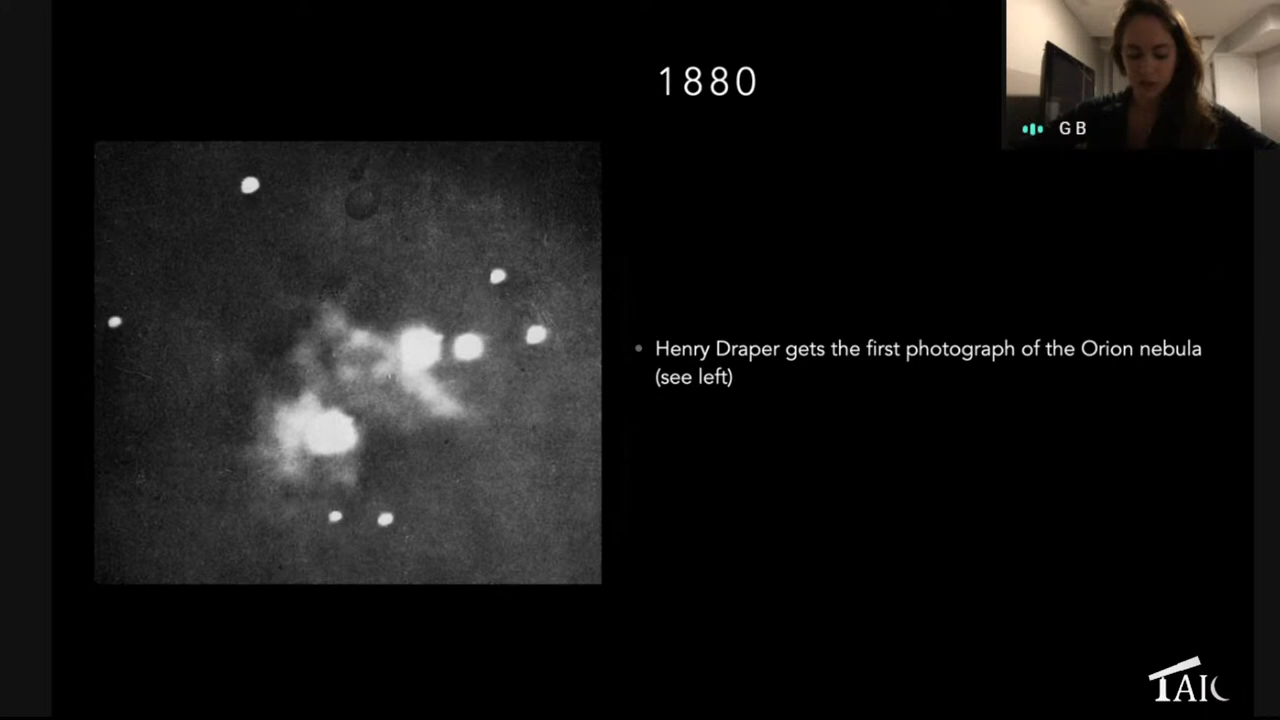 1880
G B
• Henry Draper gets the first photograph of the Orion nebula
(see left)
TAIC